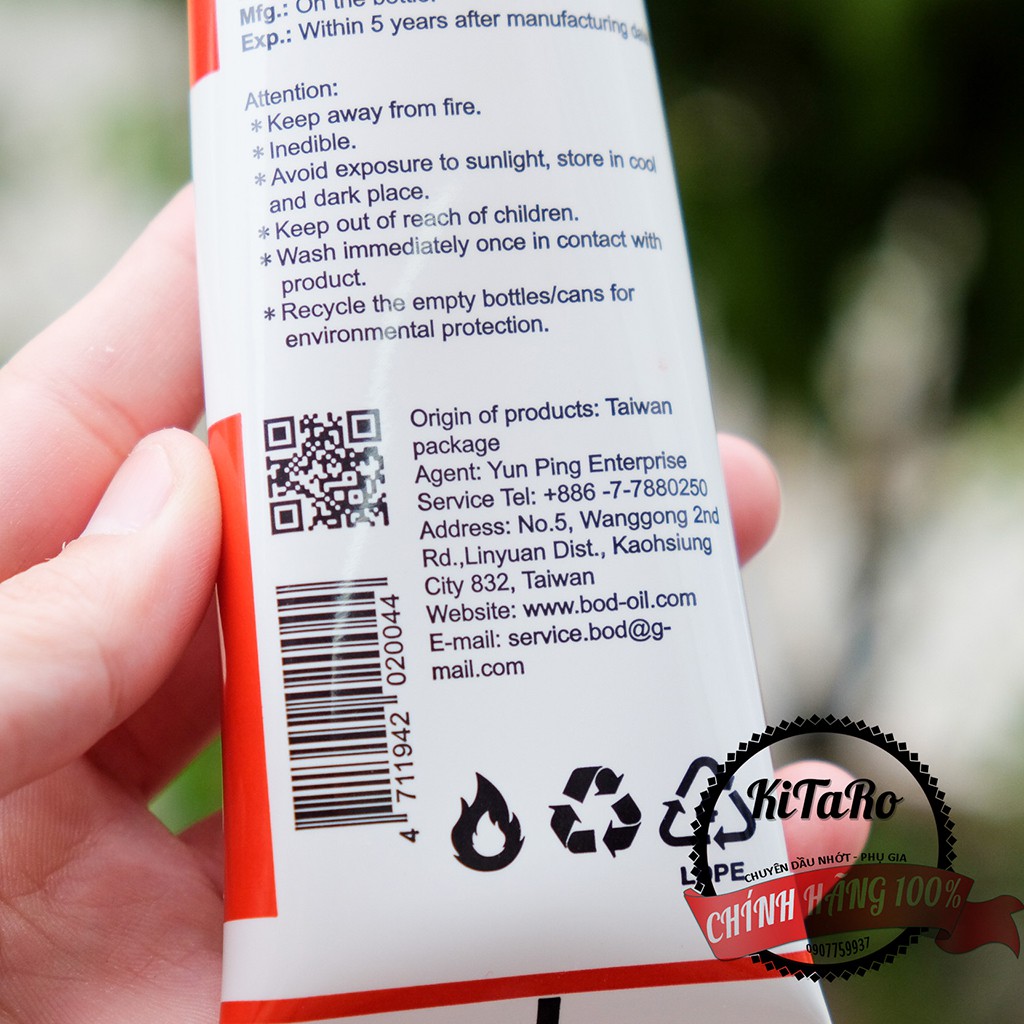 Mfg.: On the bottle.
Exp.: Within 5 years after manufacturing date
Attention:
* Keep away from fire.
* Inedible.
* Avoid exposure to sunlight, store in cool
and dark place.
* Keep out of reach of children.
* Wash immediately once in contact with
product.
* Recycle the empty bottles/cans for
environmental protection.
Origin of products: Taiwan
package
Agent: Yun Ping Enterprise
Service Tel: +886 -7-7880250
Address: No.5, Wanggong 2nd
Rd.,Linyuan Dist., Kaohsiung
City 832, Taiwan
Website: www.bod-oil.com
E-mail: service.bod@g-
mail.com
4 711942 020044
4
LDPE
KiTaRo
CHUYÊN DẦU NHỚT - PHỤ GIA
CHÍNH HÃNG 100%
0907759937